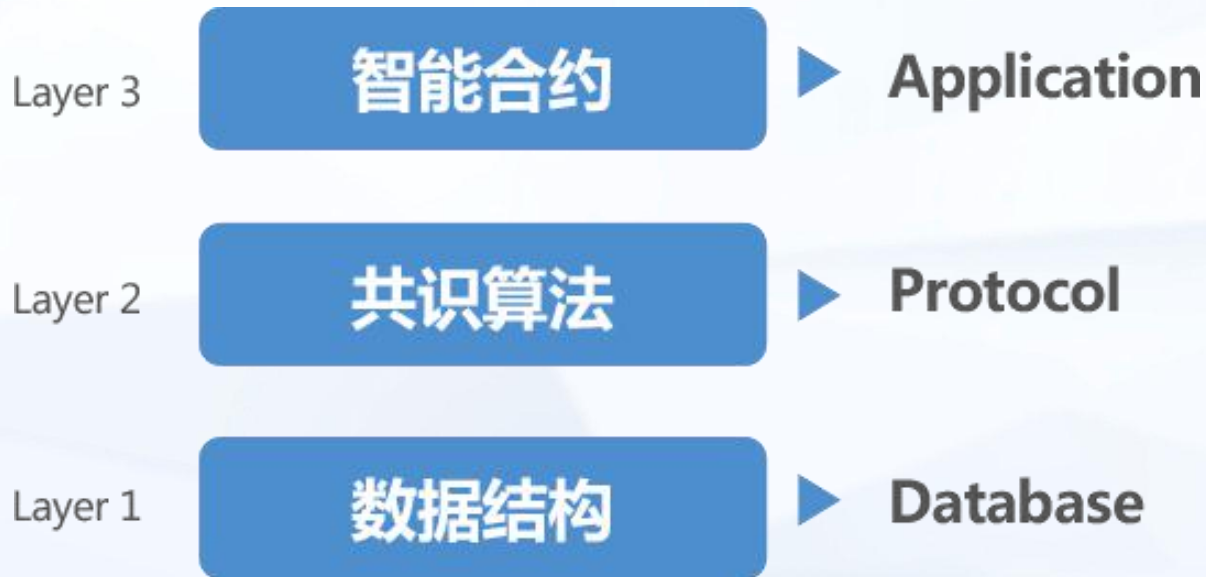 Layer 3
智能合约
Application
Layer 2
共识算法
Protocol
Layer 1
数据结构
Database